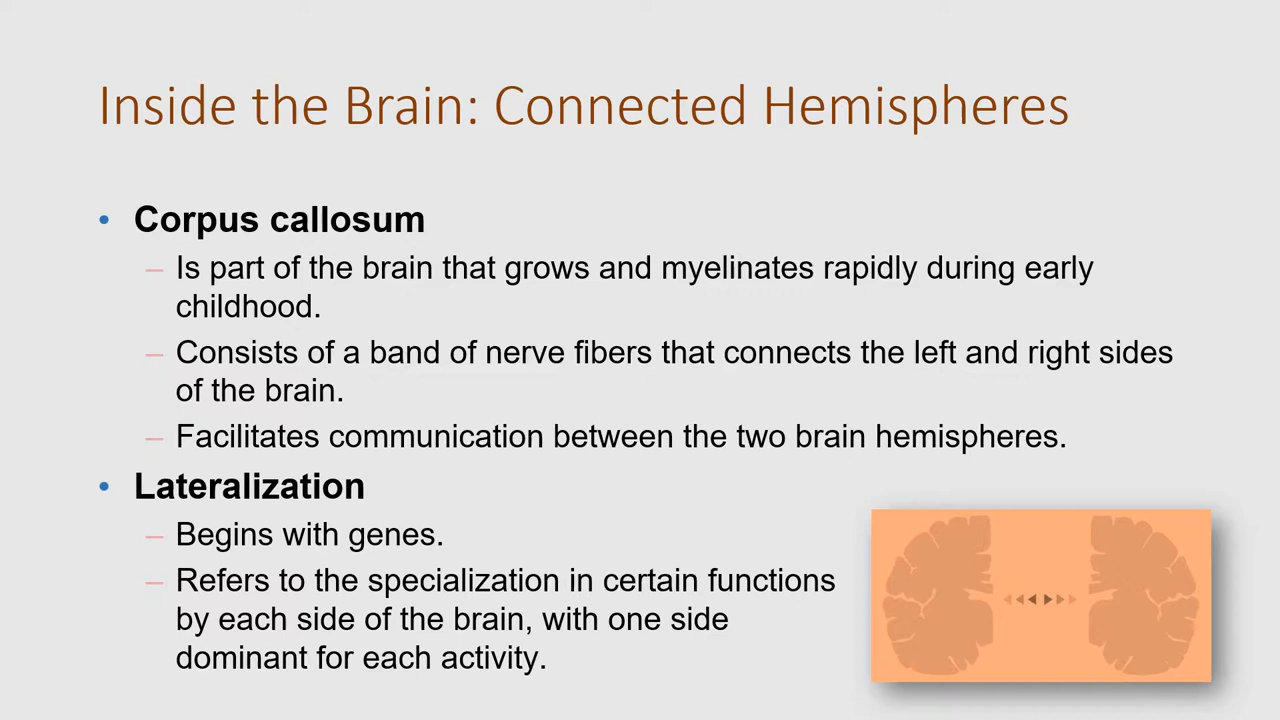 Inside the Brain: Connected Hemispheres
• Corpus callosum
– Is part of the brain that grows and myelinates rapidly during early
childhood.
– Consists of a band of nerve fibers that connects the left and right sides
of the brain.
– Facilitates communication between the two brain hemispheres.
• Lateralization
– Begins with genes.
– Refers to the specialization in certain functions
by each side of the brain, with one side
dominant for each activity.